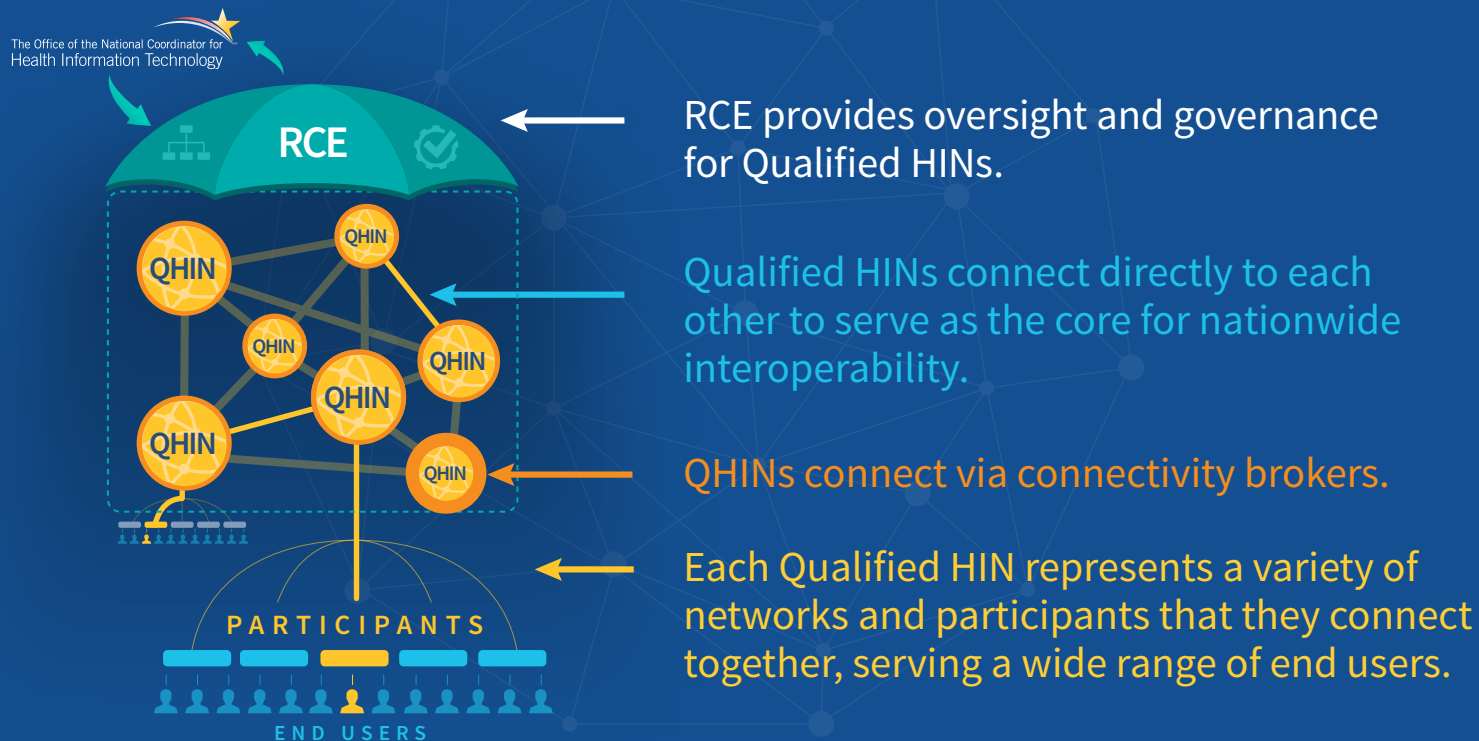 The Office of the National Coordinator for
Health Information Technology
RCE
RCE provides oversight and governance
for Qualified HINs.
QHIN
QHIN
QHIN
QHIN
QHIN
QHIN
QHIN
Qualified HINs connect directly to each
other to serve as the core for nationwide
interoperability.
QHINs connect via connectivity brokers.
Each Qualified HIN represents a variety of
networks and participants that they connect
together, serving a wide range of end users.
PARTICIPANTS
END USERS